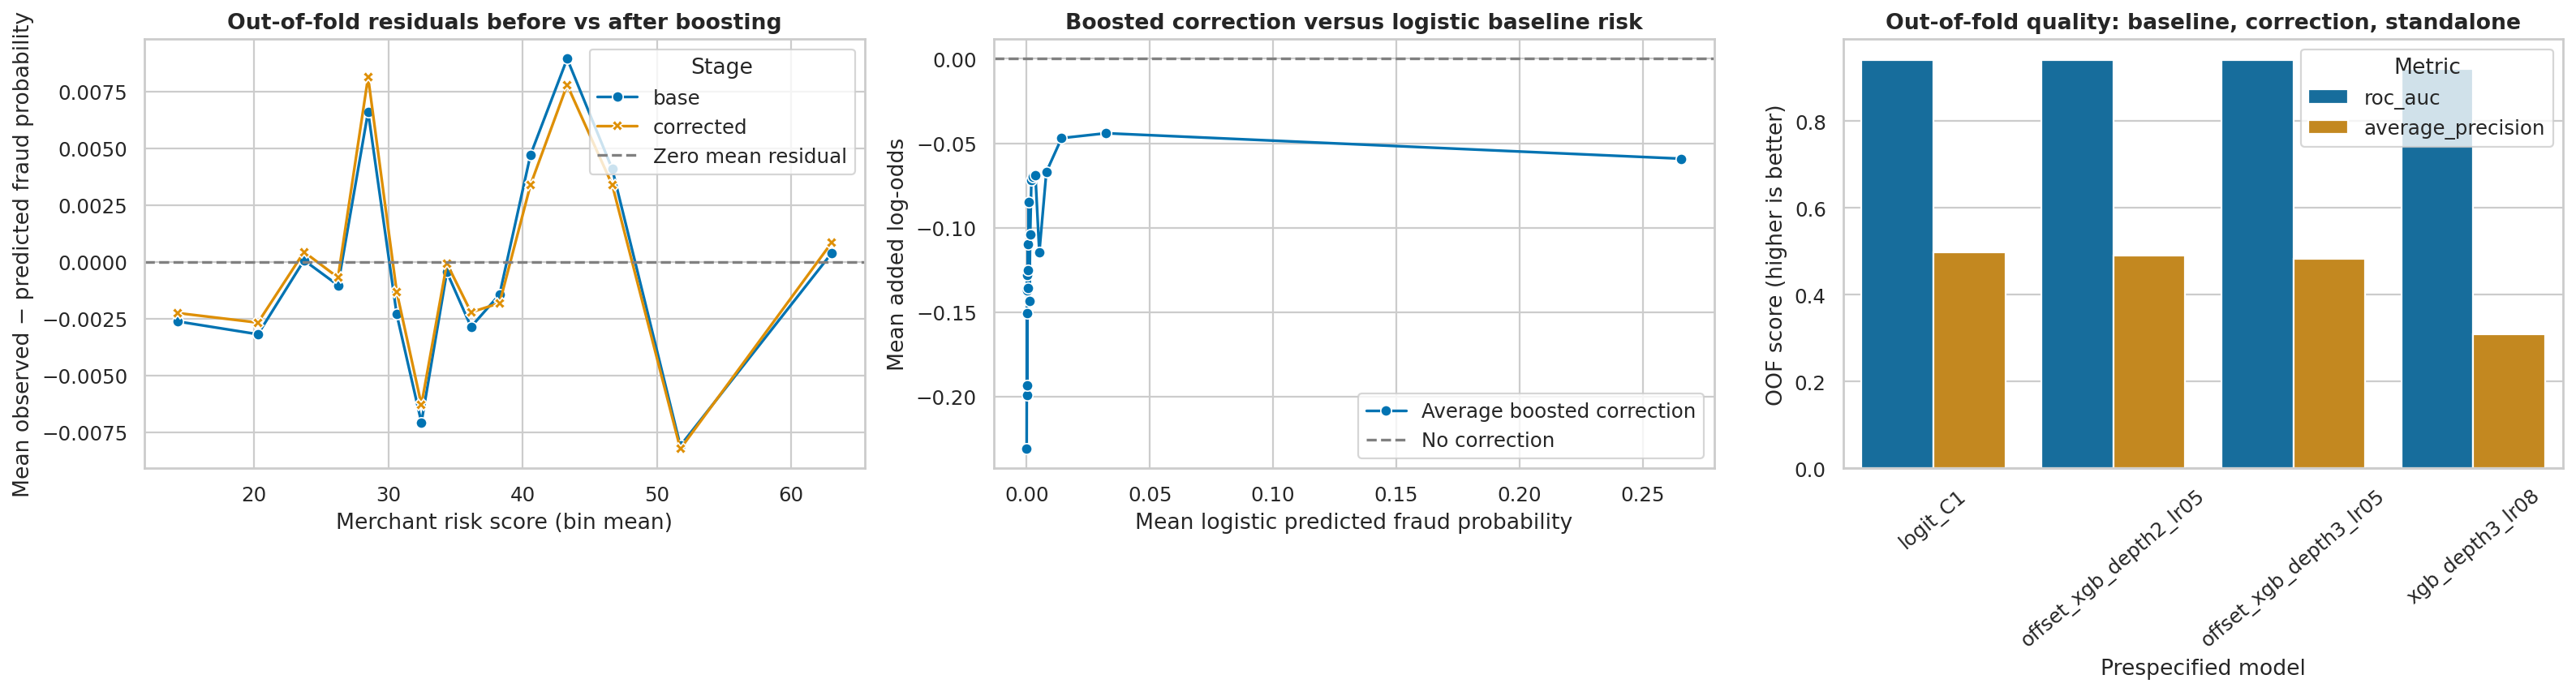 Out-of-fold residuals before vs after boosting
Mean observed − predicted fraud probability
0.0075
0.0050
0.0025
0.0000
−0.0025
−0.0050
−0.0075
Stage
base
corrected
Zero mean residual
20
30
40
50
60
Merchant risk score (bin mean)
Boosted correction versus logistic baseline risk
Mean added log-odds
0.00
−0.05
−0.10
−0.15
−0.20
Average boosted correction
No correction
0.00
0.05
0.10
0.15
0.20
0.25
Mean logistic predicted fraud probability
Out-of-fold quality: baseline, correction, standalone
OOF score (higher is better)
0.8
0.6
0.4
0.2
0.0
Metric
roc_auc
average_precision
logit_C1
offset_xgb_depth2_lr05
offset_xgb_depth3_lr05
xgb_depth3_lr08
Prespecified model